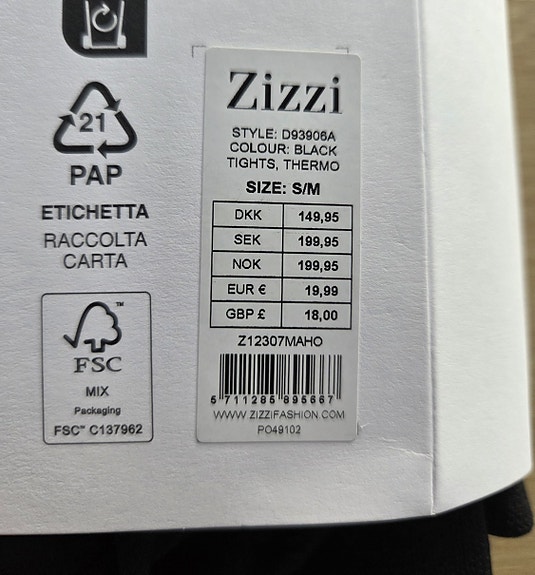 21
PAP
ETICHETTA
RACCOLTA
CARTA
FSC™
MIX
Packaging
FSC™ C137962
Zizzi
STYLE: D93906A
COLOUR: BLACK
TIGHTS, THERMO
SIZE: S/M
DKK 149,95
SEK 199,95
NOK 199,95
EUR € 19,99
GBP £ 18,00
Z12307MAHO
5 711285 895667
WWW.ZIZZIFASHION.COM
PO49102